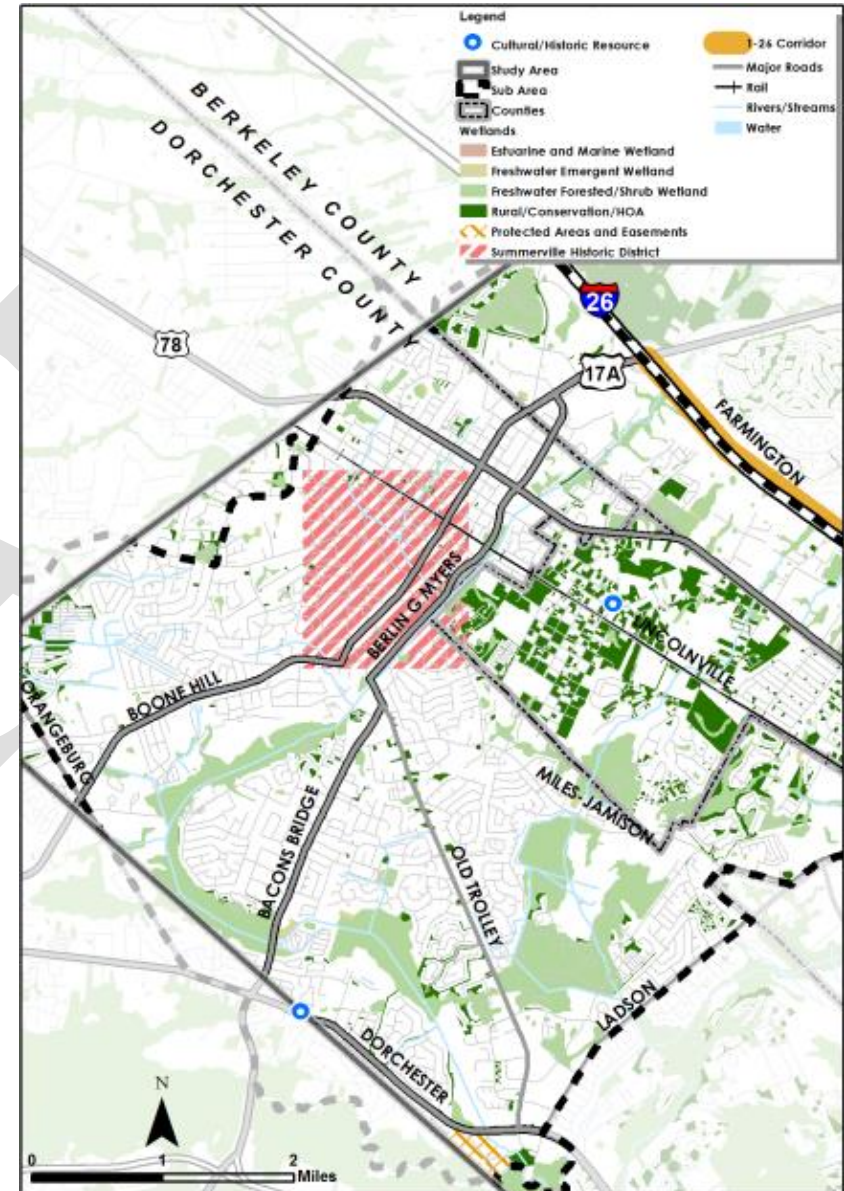 Legend
Cultural/Historic Resource
Study Area
Sub Area
Counties
Wetlands
Estuarine and Marine Wetland
Freshwater Emergent Wetland
Freshwater Forested/Shrub Wetland
Rural/Conservation/HOA
Protected Areas and Easements
Summerville Historic District
I-26 Corridor
Major Roads
Rail
Rivers/Streams
Water
BERKELEY COUNTY
DORCHESTER COUNTY
26
78
17A
FARMINGTON
BERLIN G MYERS
LINCOLNVILLE
BOONE HILL
ORANGEBURG
MILES-JAMISON
BACONS BRIDGE
OLD TROLLEY
LADSON
DORCHESTER
N
0 1 2
Miles